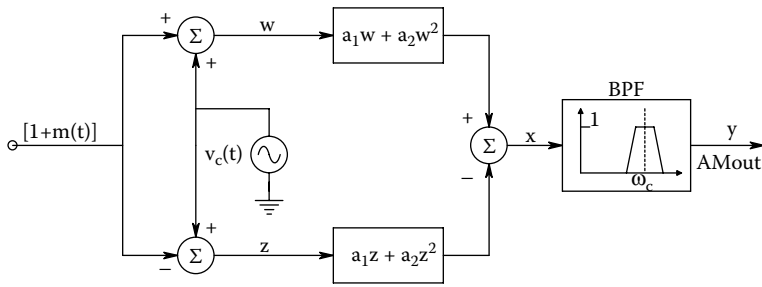 + Σ + w a₁w + a₂w²
BPF
[1+m(t)] v_c(t) + Σ − x 1 ω_c y
AMout
− Σ + z a₁z + a₂z²